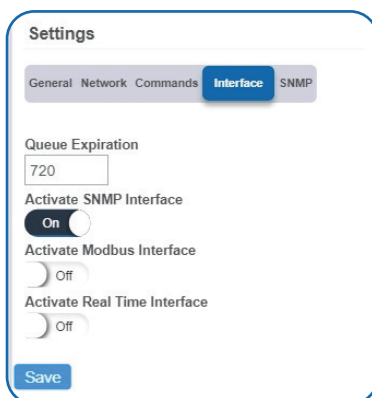 Settings
General Network Commands Interface SNMP
Queue Expiration
720
Activate SNMP Interface
On
Activate Modbus Interface
Off
Activate Real Time Interface
Off
Save